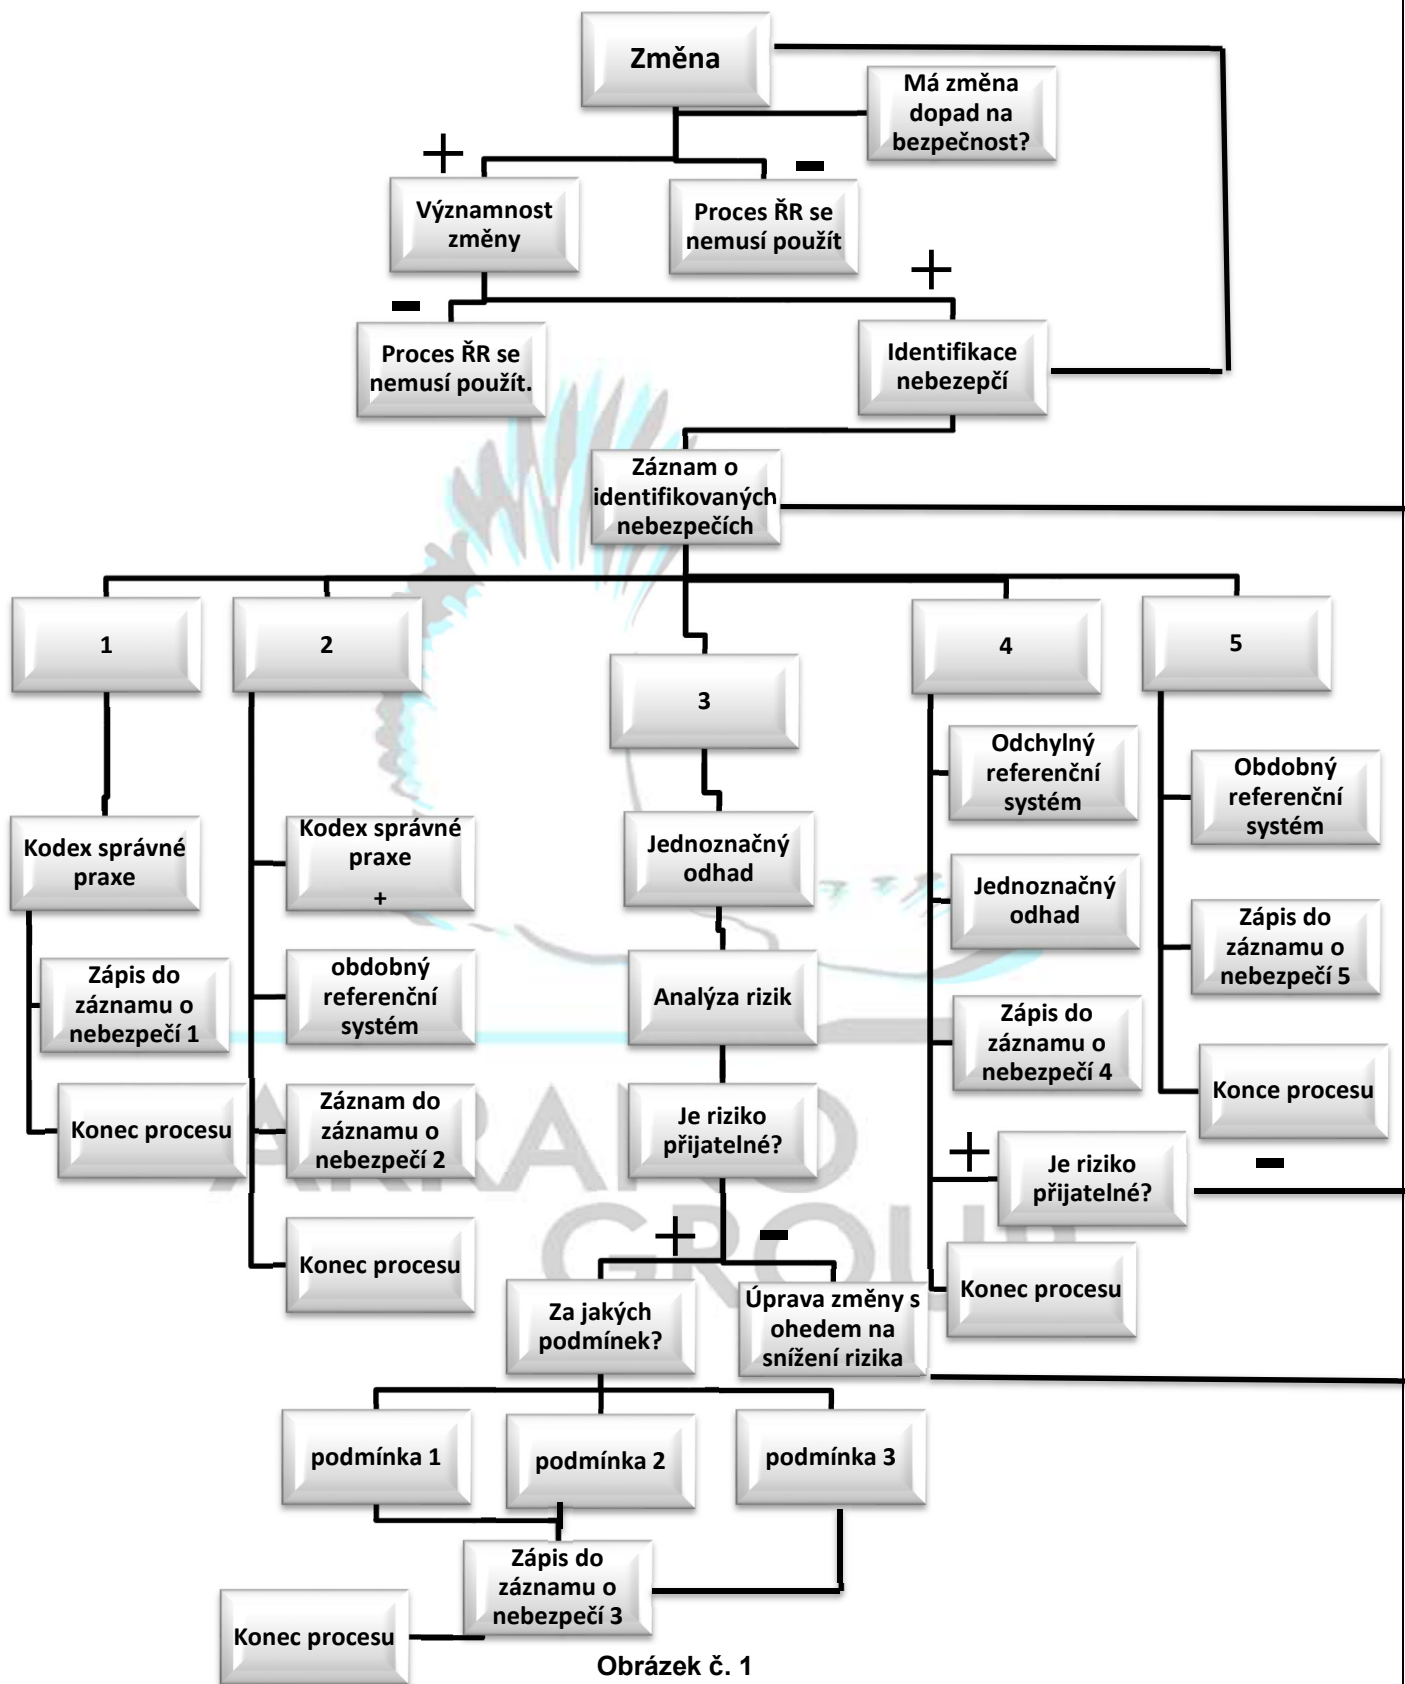 Změna
Má změna
dopad na
bezpečnost?
+
-
Významnost
změny
Proces ŘR se
nemusí použít
+
-
Proces ŘR se
nemusí použít.
Identifikace
nebezepčí
Záznam o
identifikovaných
nebezpečích
1
2
3
4
5
Kodex správné
praxe
Zápis do
záznamu o
nebezpečí 1
Konec procesu
Kodex správné
praxe
+
obdobný
referenční
systém
Záznam do
záznamu o
nebezpečí 2
Konec procesu
Jednoznačný
odhad
Analýza rizik
Je riziko
přijatelné?
+
-
Za jakých
podmínek?
Úprava změny s
ohedem na
snížení rizika
podmínka 1
podmínka 2
podmínka 3
Zápis do
záznamu o
nebezpečí 3
Konec procesu
Odchylný
referenční
systém
Jednoznačný
odhad
Zápis do
záznamu o
nebezpečí 4
+
Je riziko
přijatelné?
-
Konec procesu
Obdobný
referenční
systém
Zápis do
záznamu o
nebezpečí 5
Konce procesu
GROUP
Obrázek č. 1